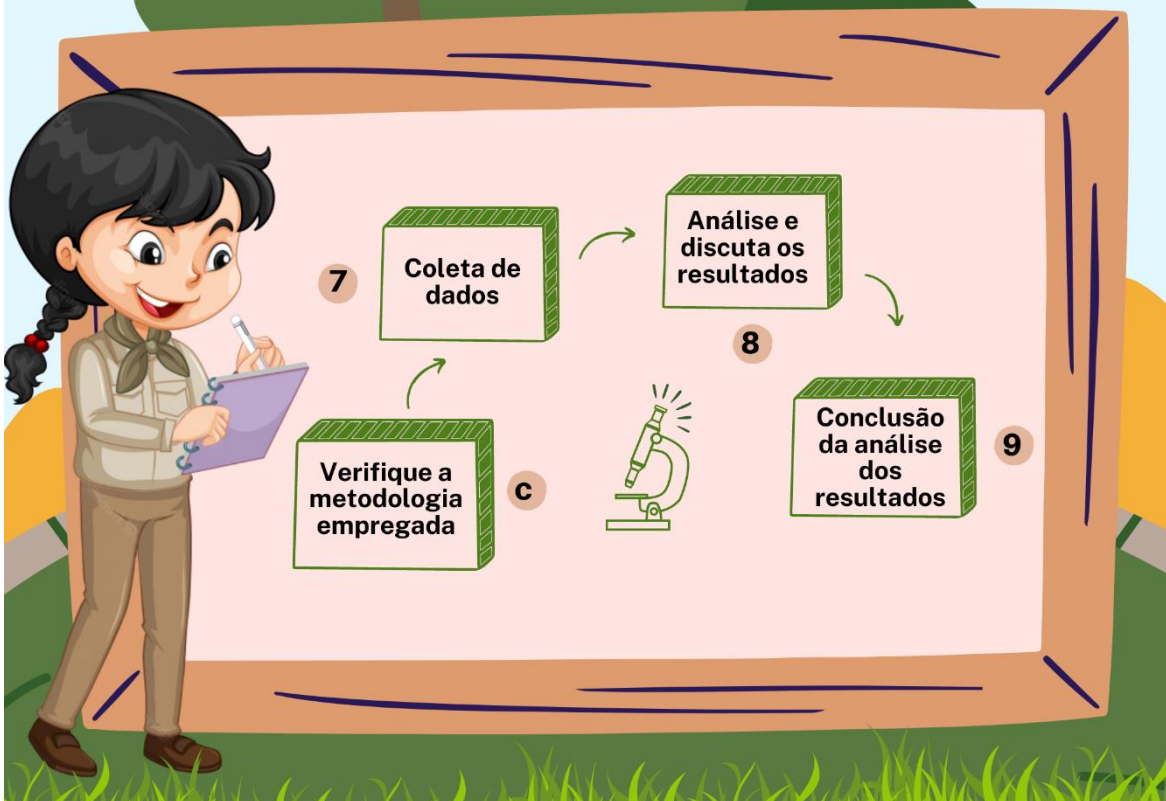 Verifique a
metodologia
empregada
c
7
Coleta de
dados
Análise e
discuta os
resultados
8
Conclusão
da análise
dos
resultados
9